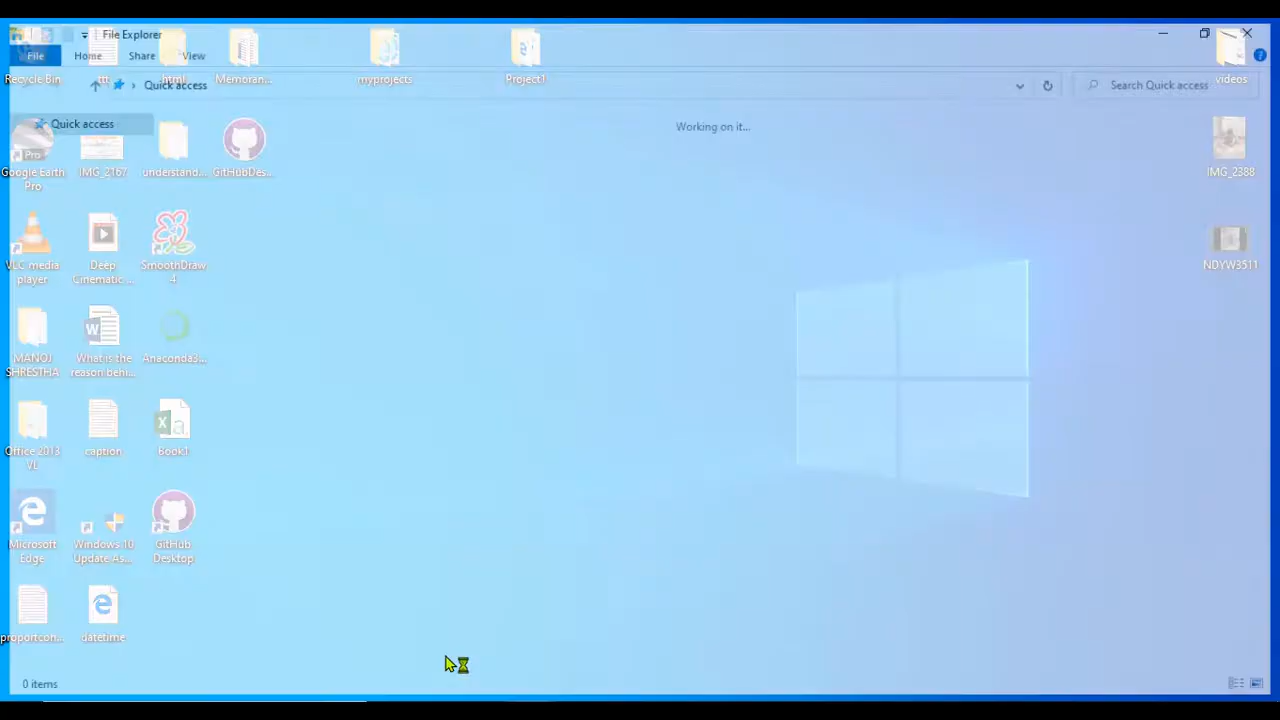 File Explorer
File
Home
Share
View
Quick access
Search Quick access
Quick access
Working on it...
Recycle Bin
ttt
html
Memoran...
myprojects
Project1
videos
Google Earth
Pro
IMG_2167
understand...
GitHubDes...
IMG_2388
VLC media
player
Deep
Cinematic ...
SmoothDraw
4
NDYW3511
MANOJ
SHRESTHA
What is the
reason behi...
Anaconda3...
Office 2013
VL
caption
Book1
Microsoft
Edge
Windows 10
Update As...
GitHub
Desktop
proportcon...
datetime
0 items